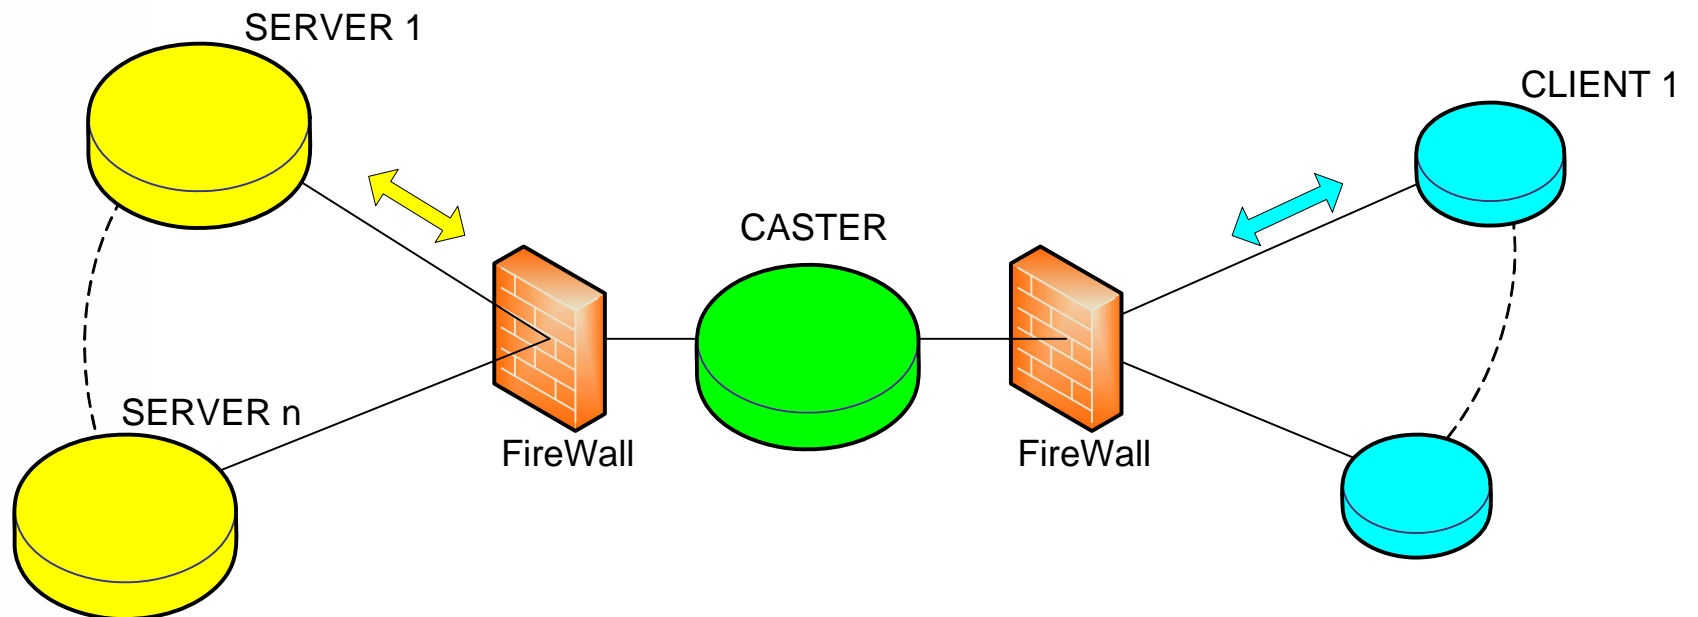 SERVER 1
CLIENT 1
CASTER
SERVER n
FireWall
FireWall